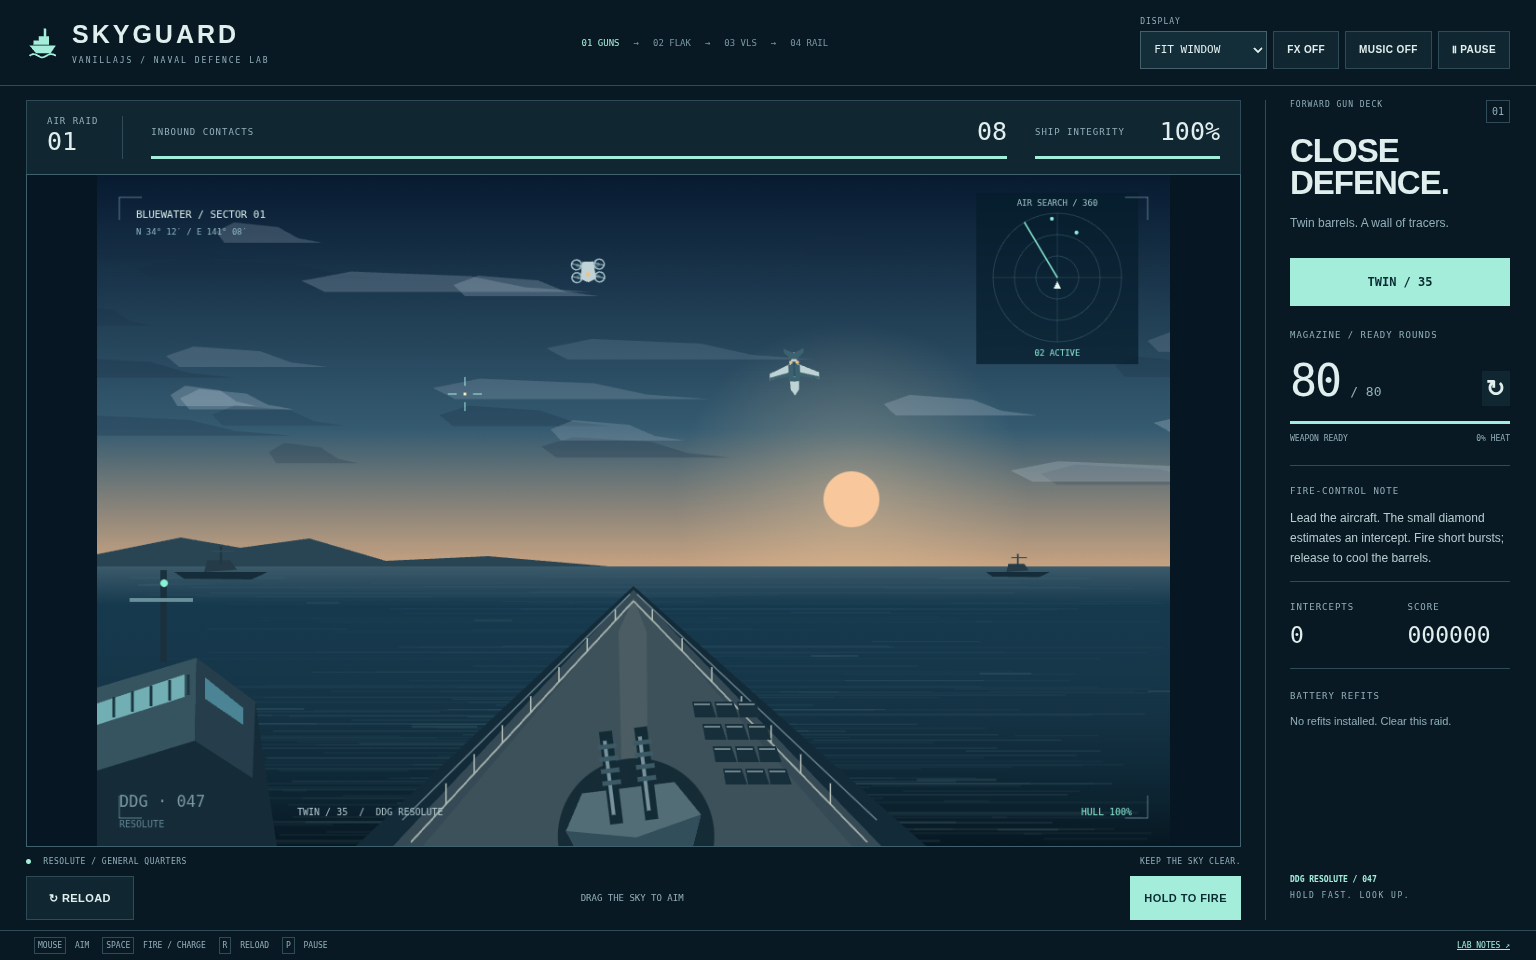 SKYGUARD
VANILLAJS / NAVAL DEFENCE LAB
01 GUNS → 02 FLAK → 03 VLS → 04 RAIL
DISPLAY
FIT WINDOW
FX OFF
MUSIC OFF
Ⅱ PAUSE
AIR RAID
01
INBOUND CONTACTS
08
SHIP INTEGRITY
100%
BLUEWATER / SECTOR 01
N 34° 12′ / E 141° 08′
AIR SEARCH / 360
02 ACTIVE
DDG · 047
RESOLUTE
TWIN / 35 / DDG RESOLUTE
HULL 100%
RESOLUTE / GENERAL QUARTERS
KEEP THE SKY CLEAR.
↻ RELOAD
DRAG THE SKY TO AIM
HOLD TO FIRE
FORWARD GUN DECK
01
CLOSE
DEFENCE.
Twin barrels. A wall of tracers.
TWIN / 35
MAGAZINE / READY ROUNDS
80 / 80
↻
WEAPON READY
0% HEAT
FIRE-CONTROL NOTE
Lead the aircraft. The small diamond
estimates an intercept. Fire short bursts;
release to cool the barrels.
INTERCEPTS
0
SCORE
000000
BATTERY REFITS
No refits installed. Clear this raid.
DDG RESOLUTE / 047
HOLD FAST. LOOK UP.
MOUSE AIM SPACE FIRE / CHARGE R RELOAD P PAUSE
LAB NOTES ↗